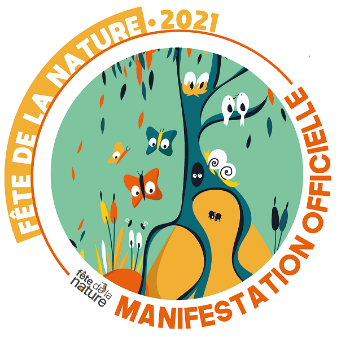 FÊTE DE LA NATURE • 2021
MANIFESTATION OFFICIELLE
fête de la
nature